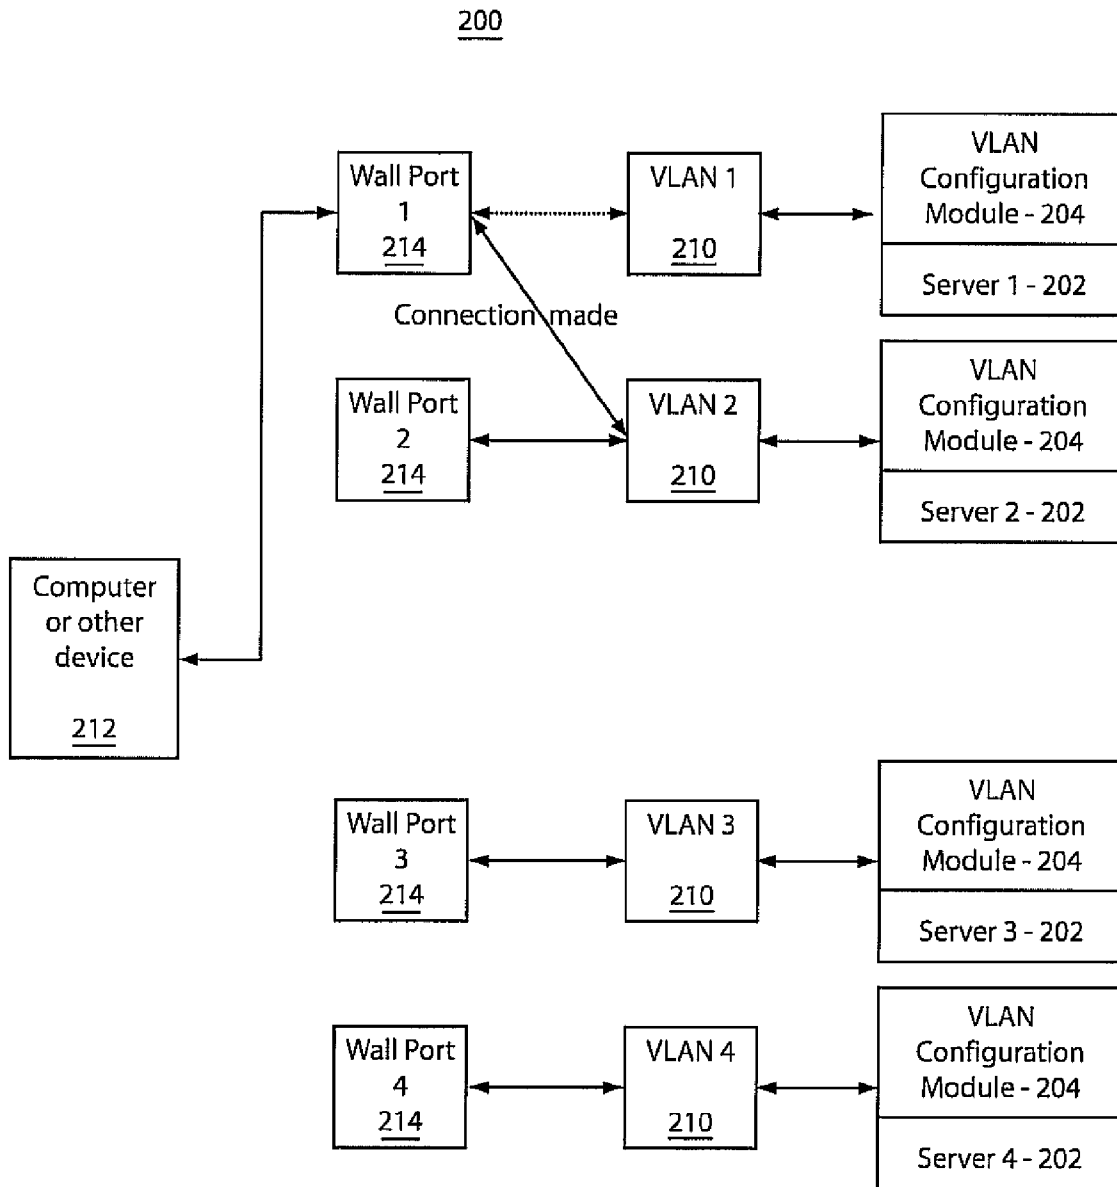 200
Wall Port
1
214
VLAN 1
210
VLAN
Configuration
Module - 204
Server 1 - 202
Connection made
Wall Port
2
214
VLAN 2
210
VLAN
Configuration
Module - 204
Server 2 - 202
Computer
or other
device
212
Wall Port
3
214
VLAN 3
210
VLAN
Configuration
Module - 204
Server 3 - 202
Wall Port
4
214
VLAN 4
210
VLAN
Configuration
Module - 204
Server 4 - 202